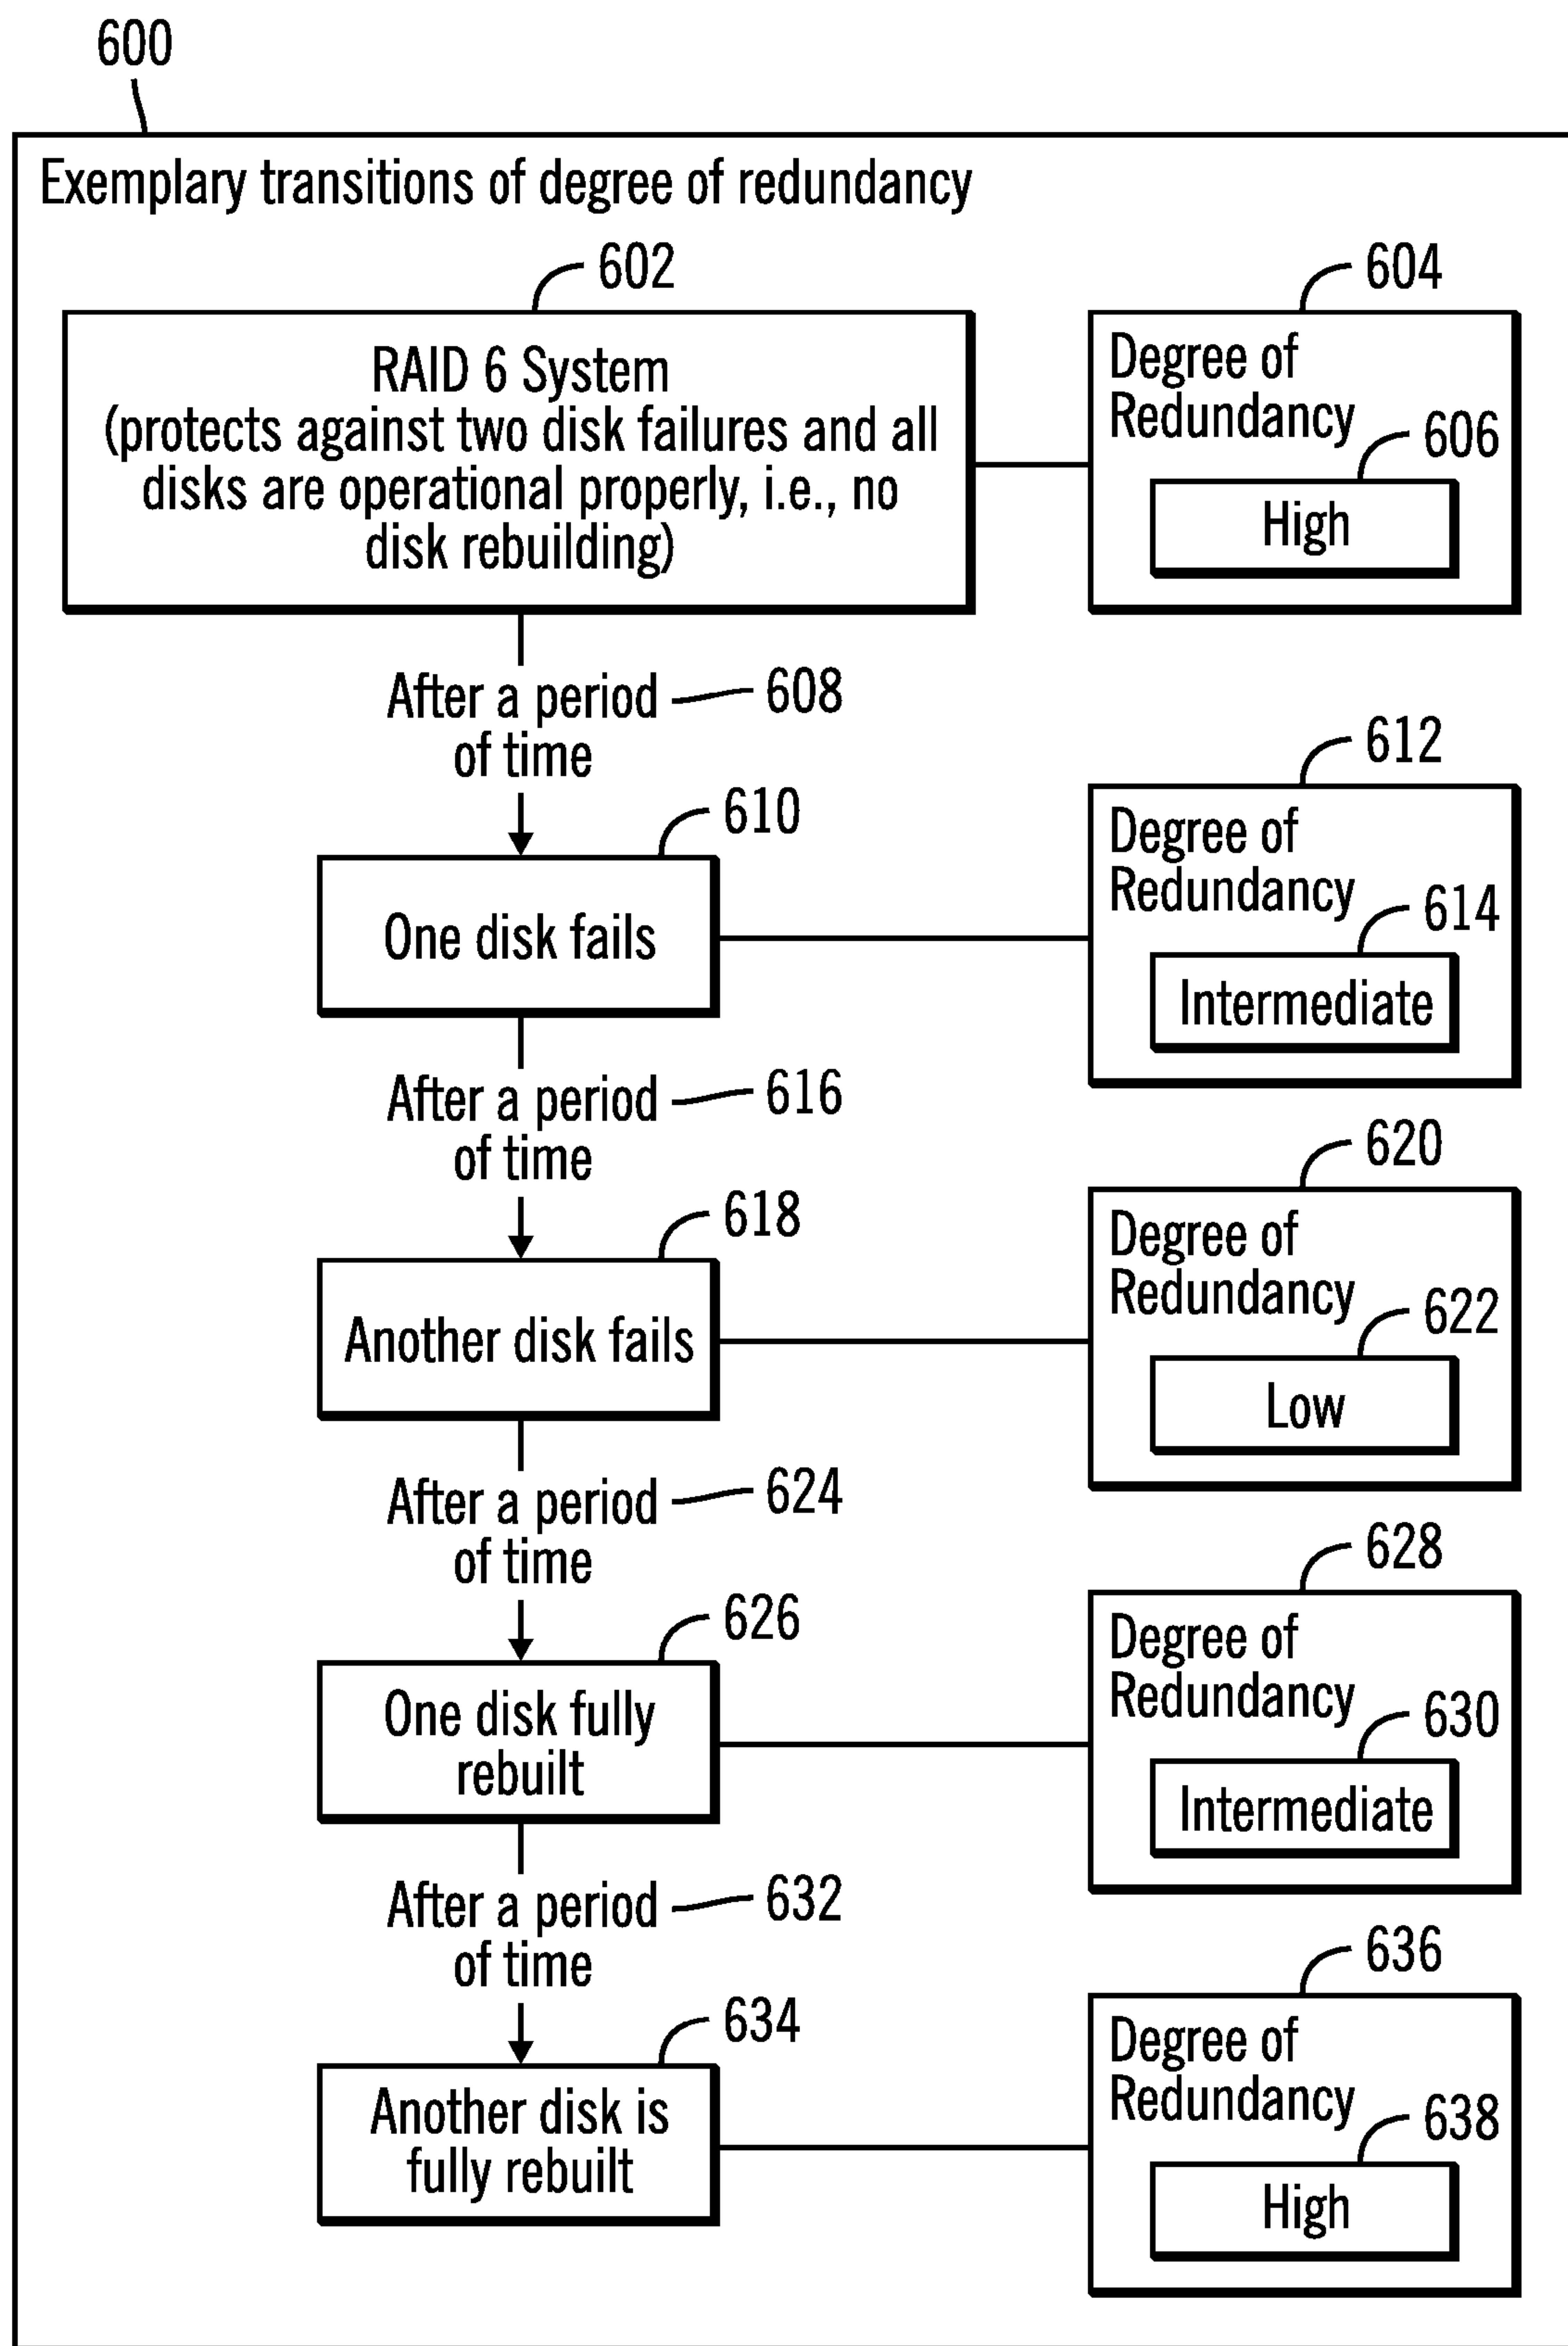 600
Exemplary transitions of degree of redundancy
602
RAID 6 System
(protects against two disk failures and all
disks are operational properly, i.e., no
disk rebuilding)
604
Degree of
Redundancy
606
High
After a period
of time
608
610
One disk fails
612
Degree of
Redundancy
614
Intermediate
After a period
of time
616
618
Another disk fails
620
Degree of
Redundancy
622
Low
After a period
of time
624
626
One disk fully
rebuilt
628
Degree of
Redundancy
630
Intermediate
After a period
of time
632
634
Another disk is
fully rebuilt
636
Degree of
Redundancy
638
High